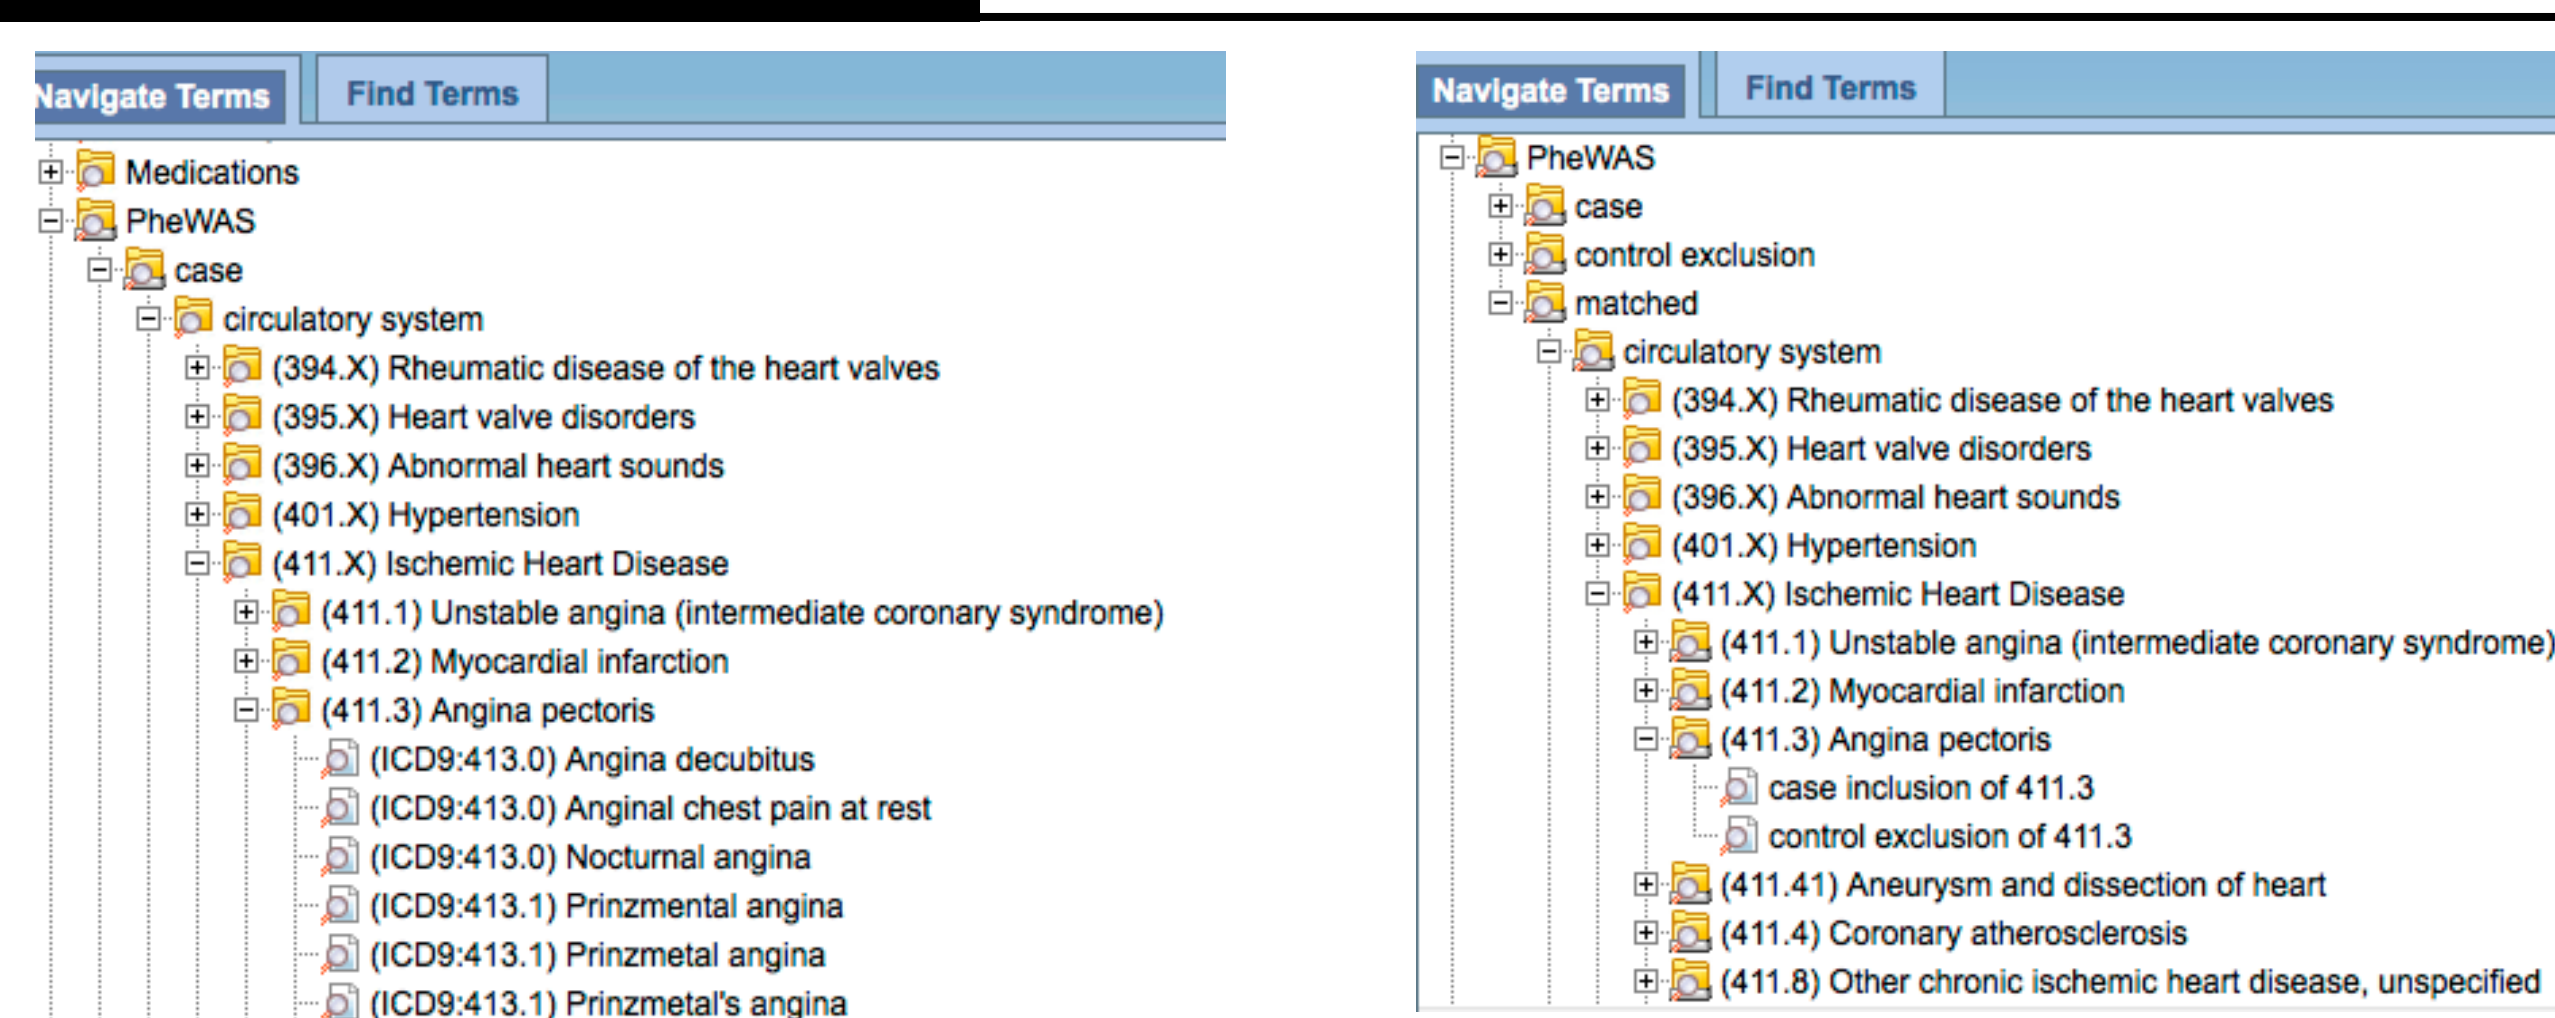 Navigate Terms
Find Terms
Medications
PheWAS
case
circulatory system
(394.X) Rheumatic disease of the heart valves
(395.X) Heart valve disorders
(396.X) Abnormal heart sounds
(401.X) Hypertension
(411.X) Ischemic Heart Disease
(411.1) Unstable angina (intermediate coronary syndrome)
(411.2) Myocardial infarction
(411.3) Angina pectoris
(ICD9:413.0) Angina decubitus
(ICD9:413.0) Anginal chest pain at rest
(ICD9:413.0) Nocturnal angina
(ICD9:413.1) Prinzmental angina
(ICD9:413.1) Prinzmetal angina
(ICD9:413.1) Prinzmetal's angina
Navigate Terms
Find Terms
PheWAS
case
control exclusion
matched
circulatory system
(394.X) Rheumatic disease of the heart valves
(395.X) Heart valve disorders
(396.X) Abnormal heart sounds
(401.X) Hypertension
(411.X) Ischemic Heart Disease
(411.1) Unstable angina (intermediate coronary syndrome)
(411.2) Myocardial infarction
(411.3) Angina pectoris
case inclusion of 411.3
control exclusion of 411.3
(411.41) Aneurysm and dissection of heart
(411.4) Coronary atherosclerosis
(411.8) Other chronic ischemic heart disease, unspecified